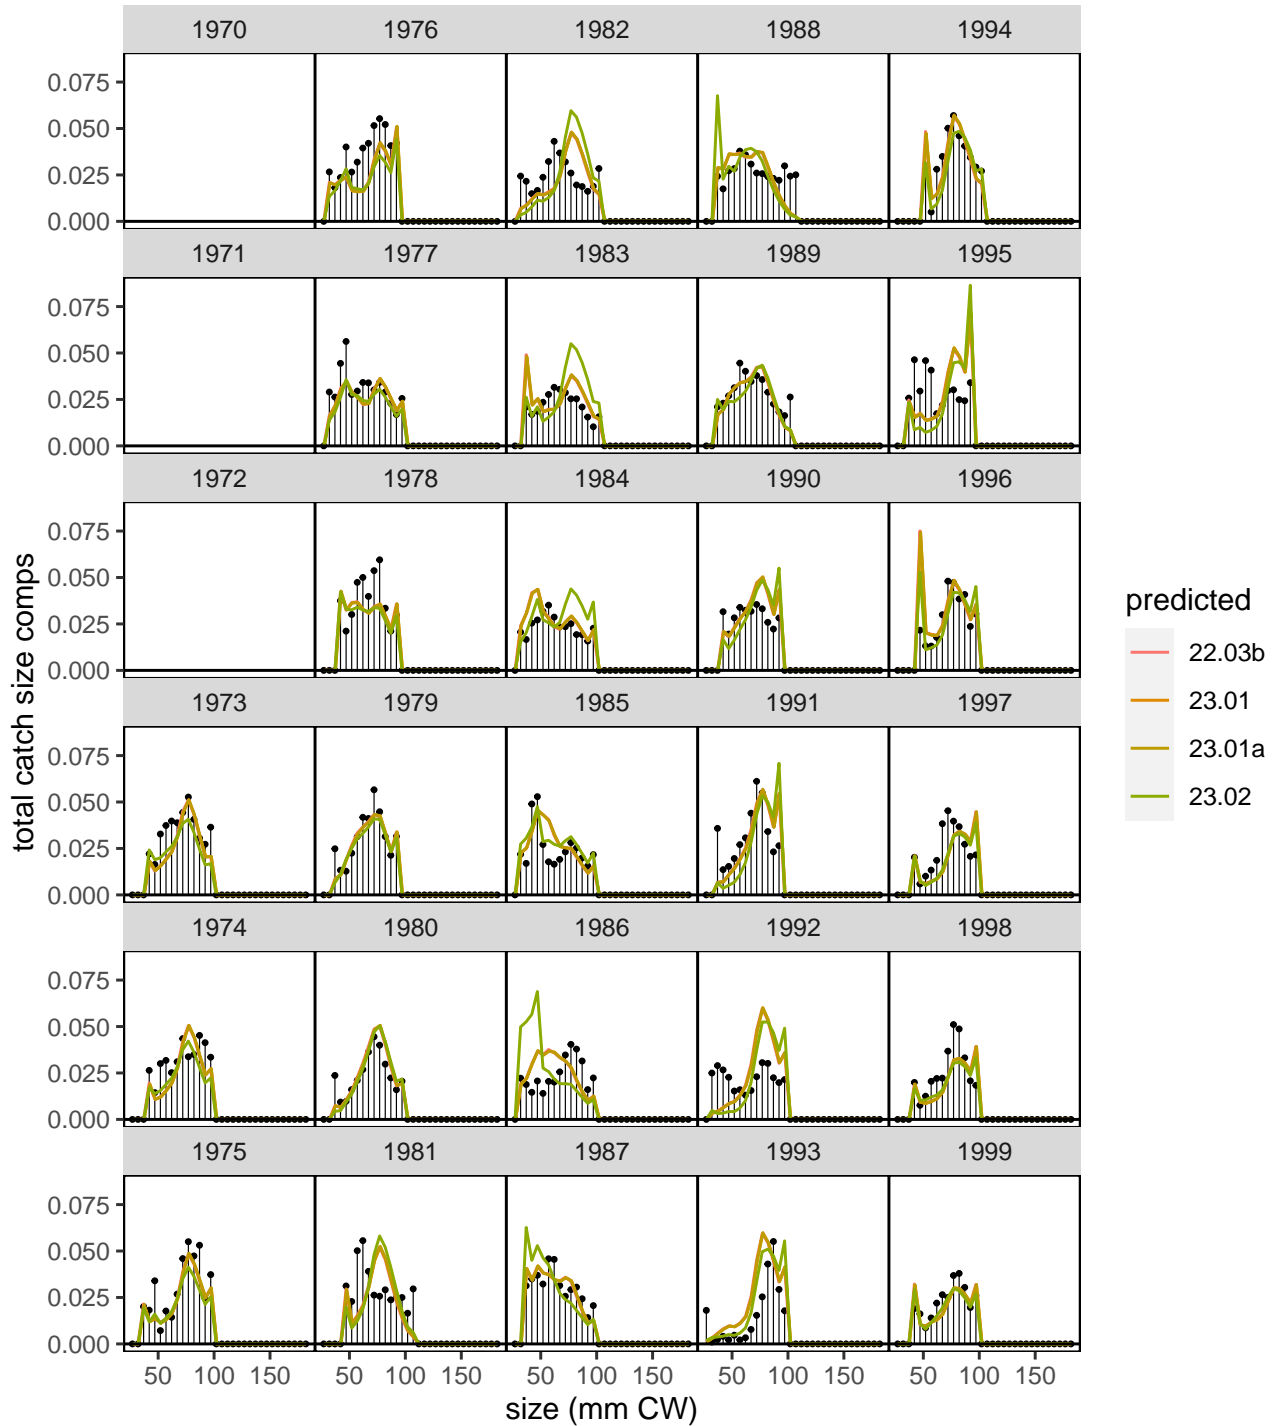 1970 1976 1982 1988 1994
0.075
0.050
0.025
0.000
1971 1977 1983 1989 1995
0.075
0.050
0.025
0.000
1972 1978 1984 1990 1996
0.075
0.050
0.025
0.000
1973 1979 1985 1991 1997
0.075
0.050
0.025
0.000
1974 1980 1986 1992 1998
0.075
0.050
0.025
0.000
1975 1981 1987 1993 1999
0.075
0.050
0.025
0.000
50 100 150 50 100 150 50 100 150 50 100 150 50 100 150
size (mm CW)
total catch size comps
predicted
22.03b
23.01
23.01a
23.02